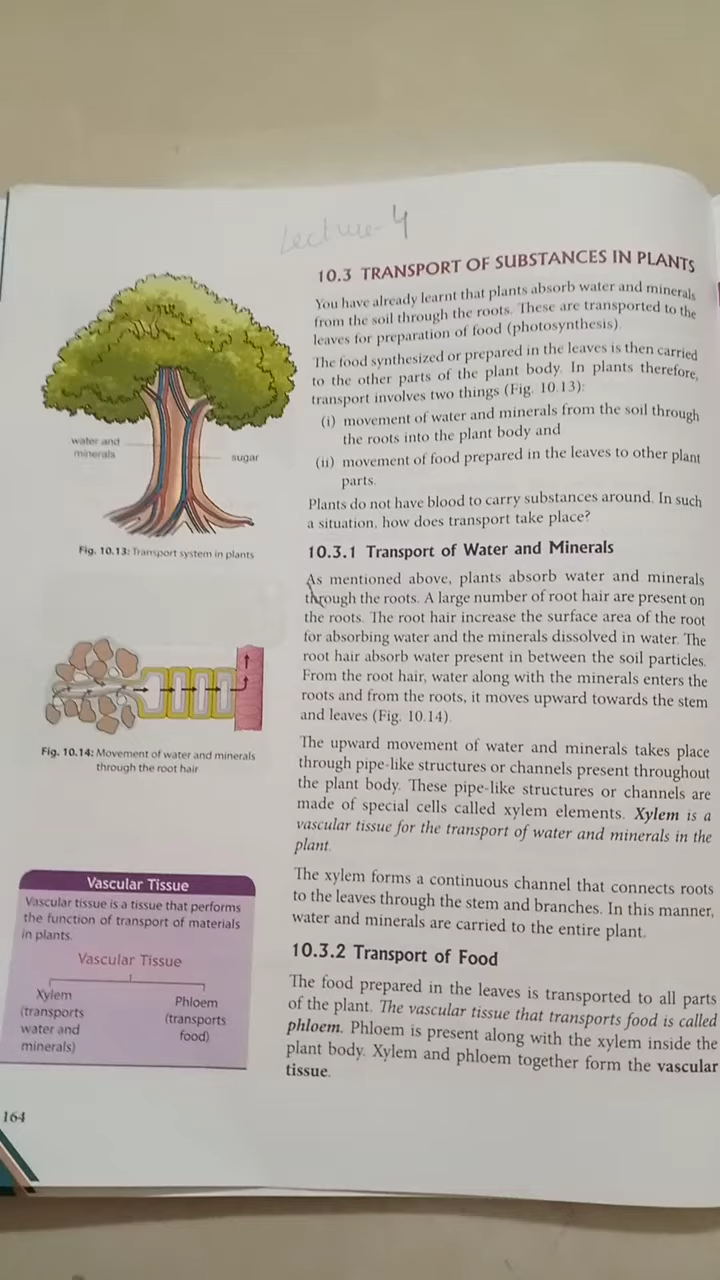 Lecture-4
10.3 TRANSPORT OF SUBSTANCES IN PLANTS
You have already learnt that plants absorb water and minerals
from the soil through the roots. These are transported to the
leaves for preparation of food (photosynthesis).
The food synthesized or prepared in the leaves is then carried
to the other parts of the plant body. In plants therefore,
transport involves two things (Fig. 10.13):
(i) movement of water and minerals from the soil through
the roots into the plant body and
(ii) movement of food prepared in the leaves to other plant
parts.
Plants do not have blood to carry substances around. In such
a situation, how does transport take place?
water and
minerals
sugar
Fig. 10.13: Transport system in plants
10.3.1 Transport of Water and Minerals
As mentioned above, plants absorb water and minerals
through the roots. A large number of root hair are present on
the roots. The root hair increase the surface area of the root
for absorbing water and the minerals dissolved in water. The
root hair absorb water present in between the soil particles.
From the root hair, water along with the minerals enters the
roots and from the roots, it moves upward towards the stem
and leaves (Fig. 10.14).
Fig. 10.14: Movement of water and minerals
through the root hair
The upward movement of water and minerals takes place
through pipe-like structures or channels present throughout
the plant body. These pipe-like structures or channels are
made of special cells called xylem elements. Xylem is a
vascular tissue for the transport of water and minerals in the
plant.
The xylem forms a continuous channel that connects roots
to the leaves through the stem and branches. In this manner,
water and minerals are carried to the entire plant.
Vascular Tissue
Vascular tissue is a tissue that performs
the function of transport of materials
in plants.
Vascular Tissue
Xylem
(transports
water and
minerals)
Phloem
(transports
food)
10.3.2 Transport of Food
The food prepared in the leaves is transported to all parts
of the plant. The vascular tissue that transports food is called
phloem. Phloem is present along with the xylem inside the
plant body. Xylem and phloem together form the vascular
tissue.
164